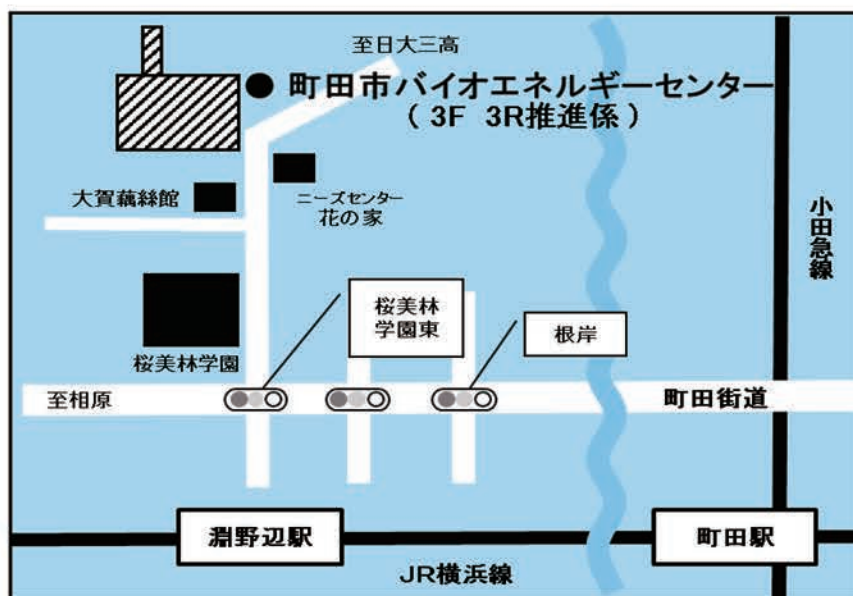 至日大三高
町田市バイオエネルギーセンター
(3F 3R推進係)
大賀藕絲館
ニーズセンター
花の家
小田急線
桜美林
学園東
根岸
桜美林学園
至相原
町田街道
淵野辺駅
町田駅
JR横浜線